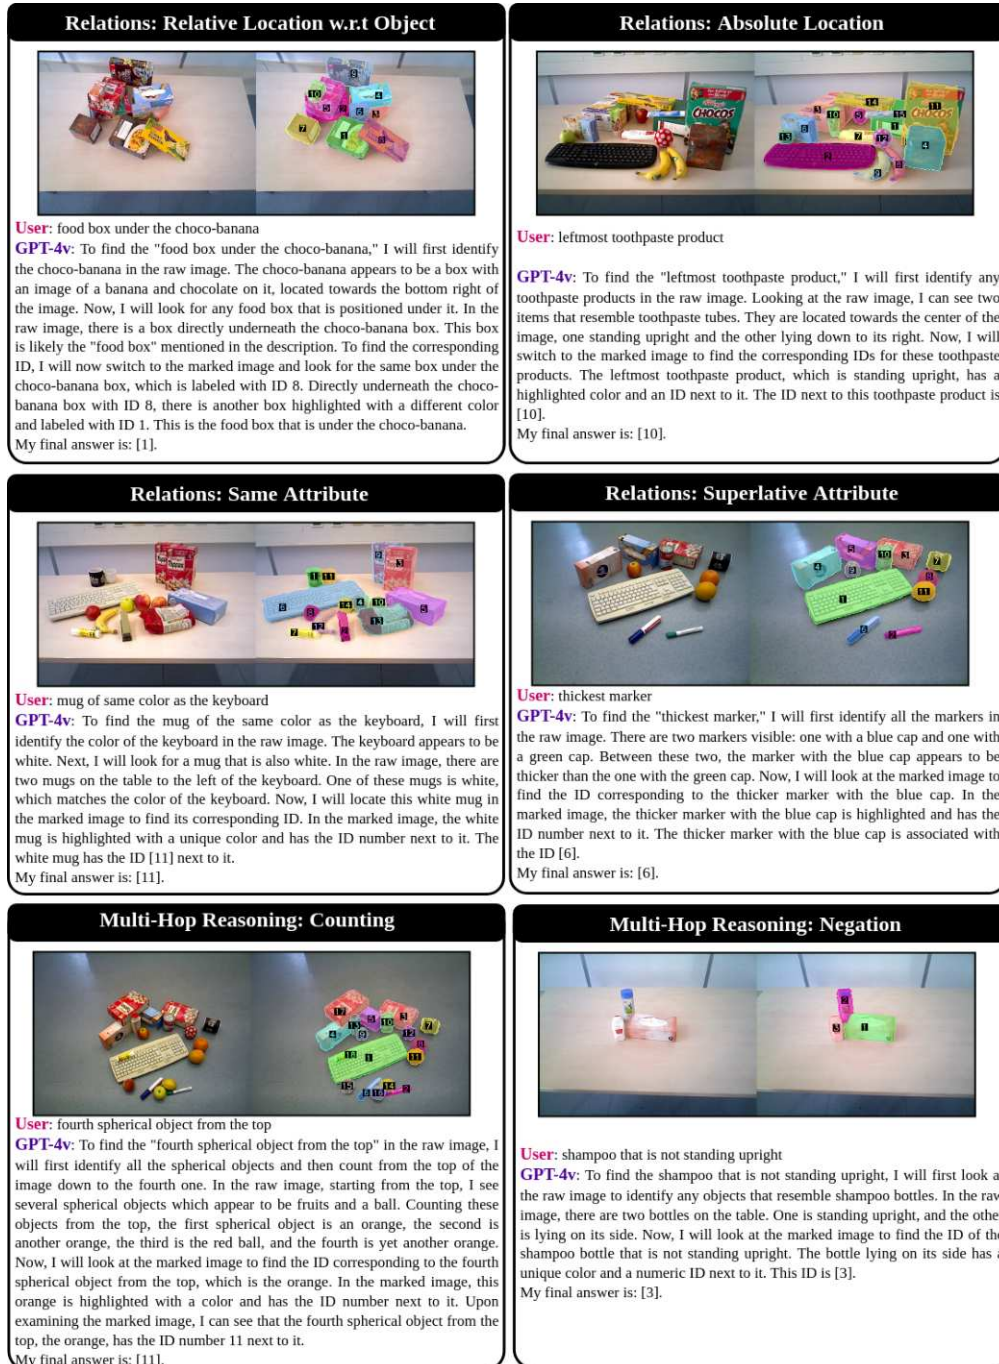 Relations: Relative Location w.r.t Object
User: food box under the choco-banana
GPT-4v: To find the "food box under the choco-banana," I will first identify
the choco-banana in the raw image. The choco-banana appears to be a box with
an image of a banana and chocolate on it, located towards the bottom right of
the image. Now, I will look for any food box that is positioned under it. In the
raw image, there is a box directly underneath the choco-banana box. This box
is likely the "food box" mentioned in the description. To find the corresponding
ID, I will now switch to the marked image and look for the same box under the
choco-banana box, which is labeled with ID 8. Directly underneath the choco-
banana box with ID 8, there is another box highlighted with a different color
and labeled with ID 1. This is the food box that is under the choco-banana.
My final answer is: [1].
Relations: Absolute Location
CHOCOS
User: leftmost toothpaste product
GPT-4v: To find the "leftmost toothpaste product," I will first identify any
toothpaste products in the raw image. Looking at the raw image, I can see two
items that resemble toothpaste tubes. They are located towards the center of the
image, one standing upright and the other lying down to its right. Now, I will
switch to the marked image to find the corresponding IDs for these toothpaste
products. The leftmost toothpaste product, which is standing upright, has a
highlighted color and an ID next to it. The ID next to this toothpaste product is
[10].
My final answer is: [10].
Relations: Same Attribute
User: mug of same color as the keyboard
GPT-4v: To find the mug of the same color as the keyboard, I will first
identify the color of the keyboard in the raw image. The keyboard appears to be
white. Next, I will look for a mug that is also white. In the raw image, there are
two mugs on the table to the left of the keyboard. One of these mugs is white,
which matches the color of the keyboard. Now, I will locate this white mug in
the marked image to find its corresponding ID. In the marked image, the white
mug is highlighted with a unique color and has the ID number next to it. The
white mug has the ID [11] next to it.
My final answer is: [11].
Relations: Superlative Attribute
User: thickest marker
GPT-4v: To find the "thickest marker," I will first identify all the markers in
the raw image. There are two markers visible: one with a blue cap and one with
a green cap. Between these two, the marker with the blue cap appears to be
thicker than the one with the green cap. Now, I will look at the marked image to
find the ID corresponding to the thicker marker with the blue cap. In the
marked image, the thicker marker with the blue cap is highlighted and has the
ID number next to it. The thicker marker with the blue cap is associated with
the ID [6].
My final answer is: [6].
Multi-Hop Reasoning: Counting
User: fourth spherical object from the top
GPT-4v: To find the "fourth spherical object from the top" in the raw image, I
will first identify all the spherical objects and then count from the top of the
image down to the fourth one. In the raw image, starting from the top, I see
several spherical objects which appear to be fruits and a ball. Counting these
objects from the top, the first spherical object is an orange, the second is
another orange, the third is the red ball, and the fourth is yet another orange.
Now, I will look at the marked image to find the ID corresponding to the fourth
spherical object from the top, which is the orange. In the marked image, this
orange is highlighted with a color and has the ID number next to it. Upon
examining the marked image, I can see that the fourth spherical object from the
top, the orange, has the ID number 11 next to it.
My final answer is: [11].
Multi-Hop Reasoning: Negation
User: shampoo that is not standing upright
GPT-4v: To find the shampoo that is not standing upright, I will first look a
the raw image to identify any objects that resemble shampoo bottles. In the raw
image, there are two bottles on the table. One is standing upright, and the other
is lying on its side. Now, I will look at the marked image to find the ID of the
shampoo bottle that is not standing upright. The bottle lying on its side has a
unique color and a numeric ID next to it. This ID is [3].
My final answer is: [3].